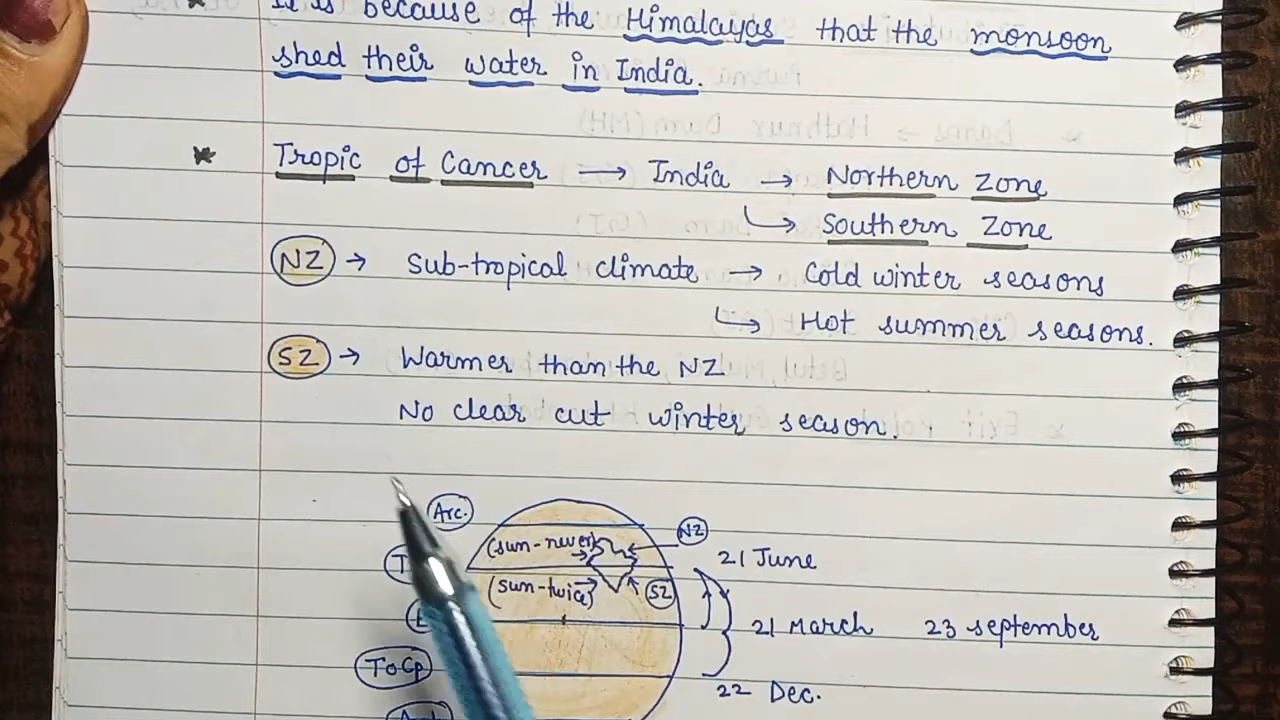 It is because of the Himalayas that the monsoon
shed their water in India.
* Tropic of Cancer → India → Northern Zone
↳ Southern Zone
NZ → Sub-tropical climate → Cold winter seasons
↳ Hot summer seasons.
SZ → Warmer than the NZ
No clear cut winter season.
Arc.
(sun-never)
NZ
21 June
(sun-twice)
SZ
21 March 23 september
ToCp
22 Dec.